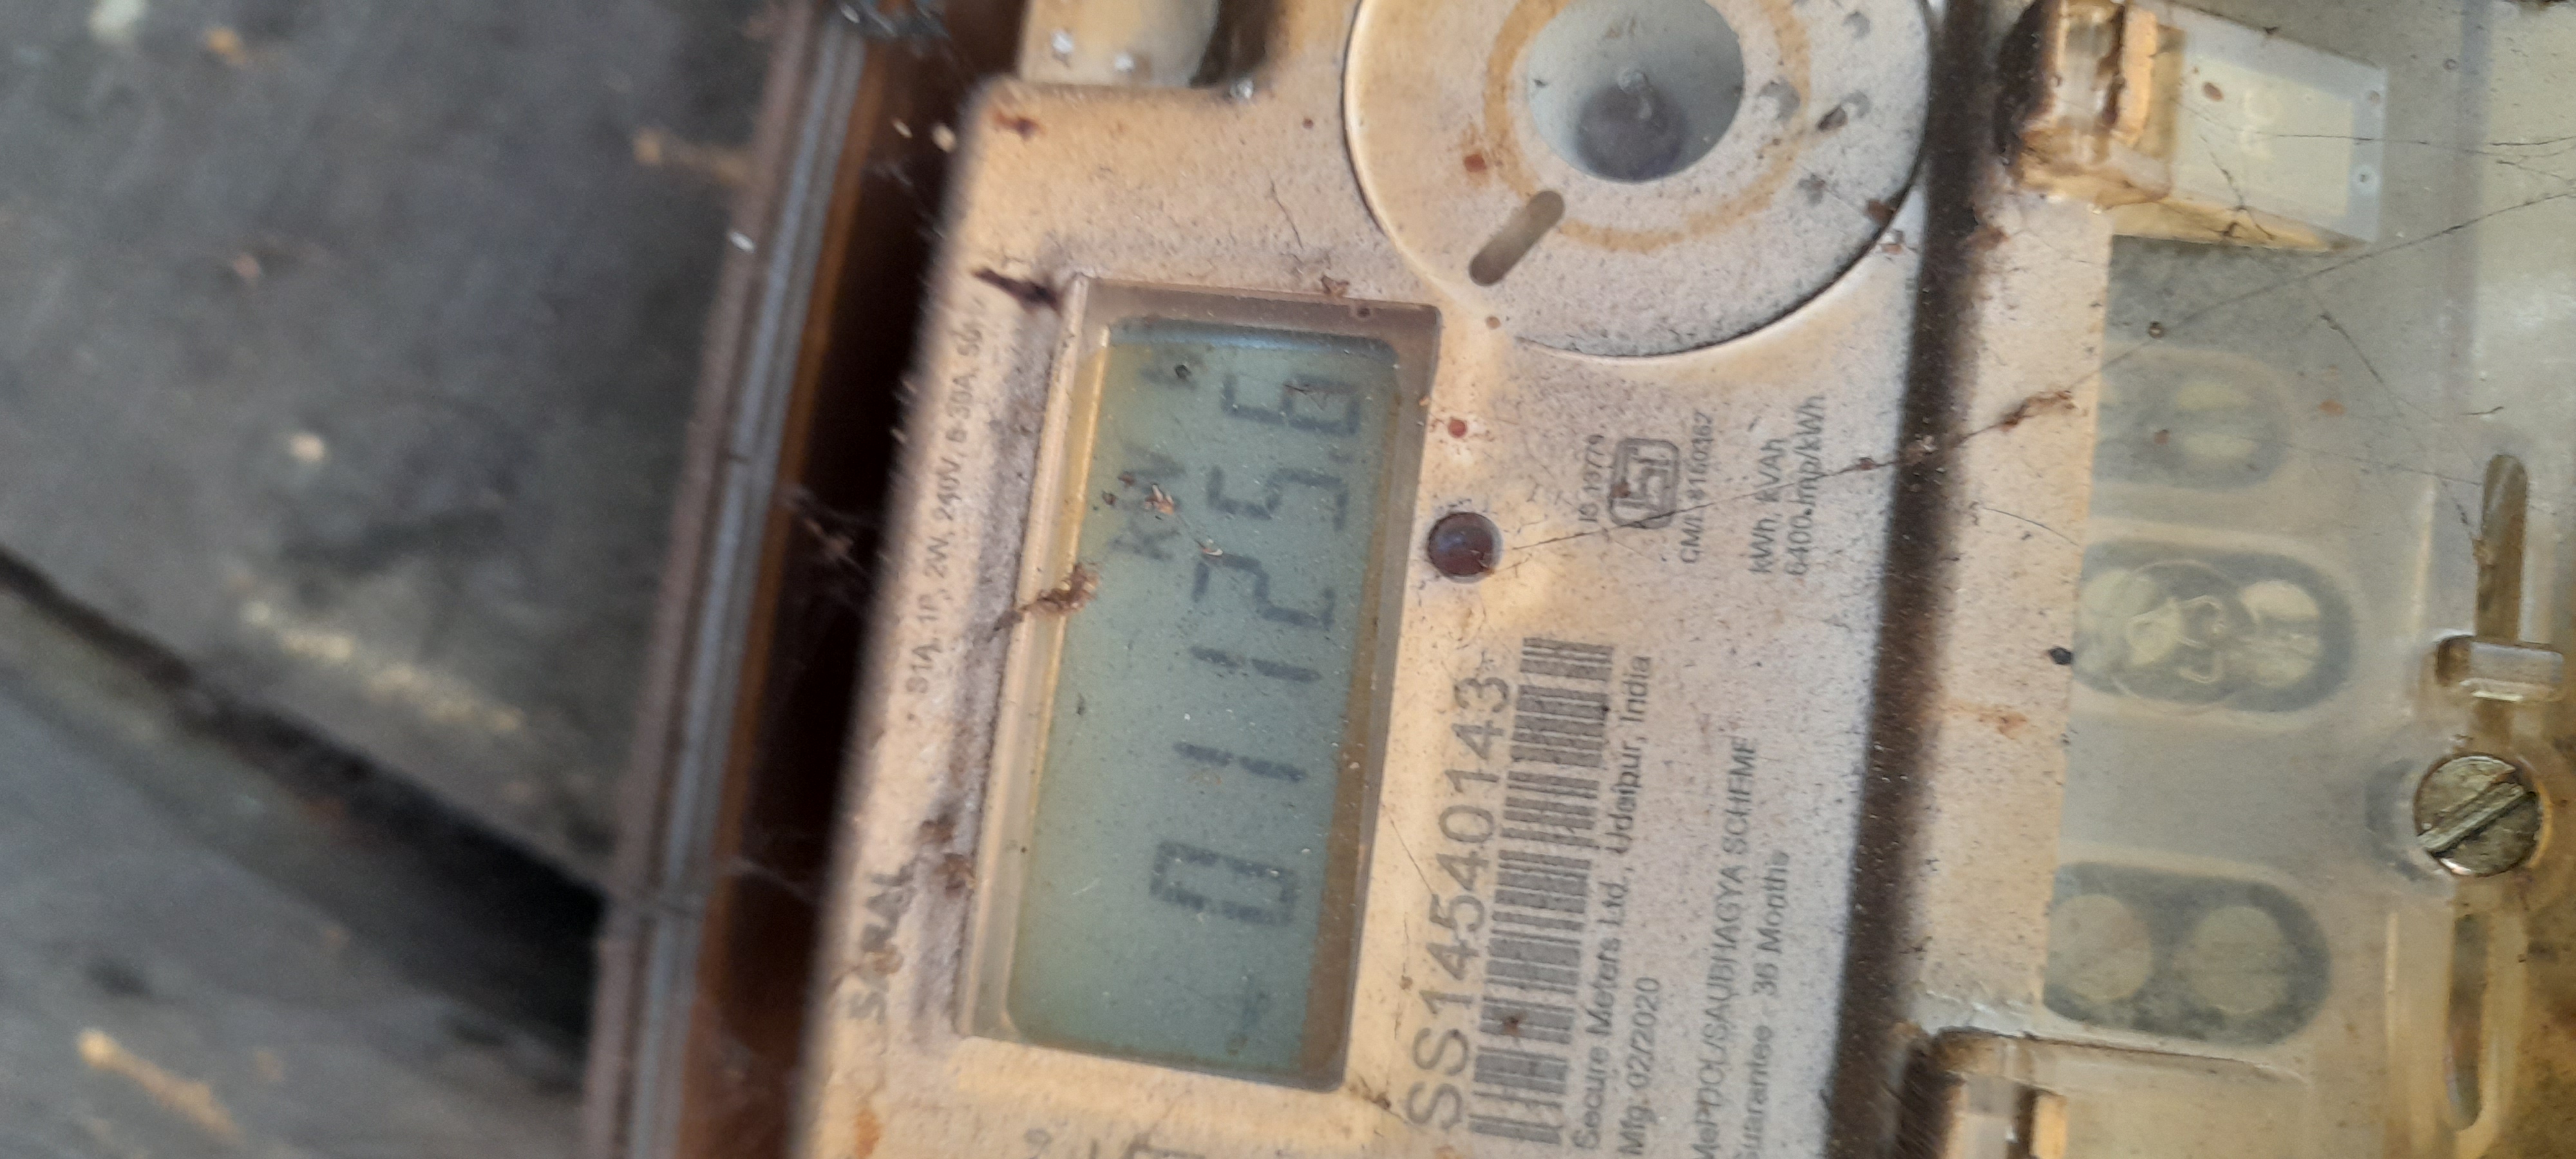 SARAL
S1A, 1P, 2W, 240V, 5-30A, 50
kW h
01125.6
SS14540143
Secure Meters Ltd., Udaipur, India
Mfg. 02/2020
MePDCL/SAUBHAGYA SCHEME
Guarantee 36 Months
IS 13779
ISI
kWh, kVAh
6400 imp/kWh